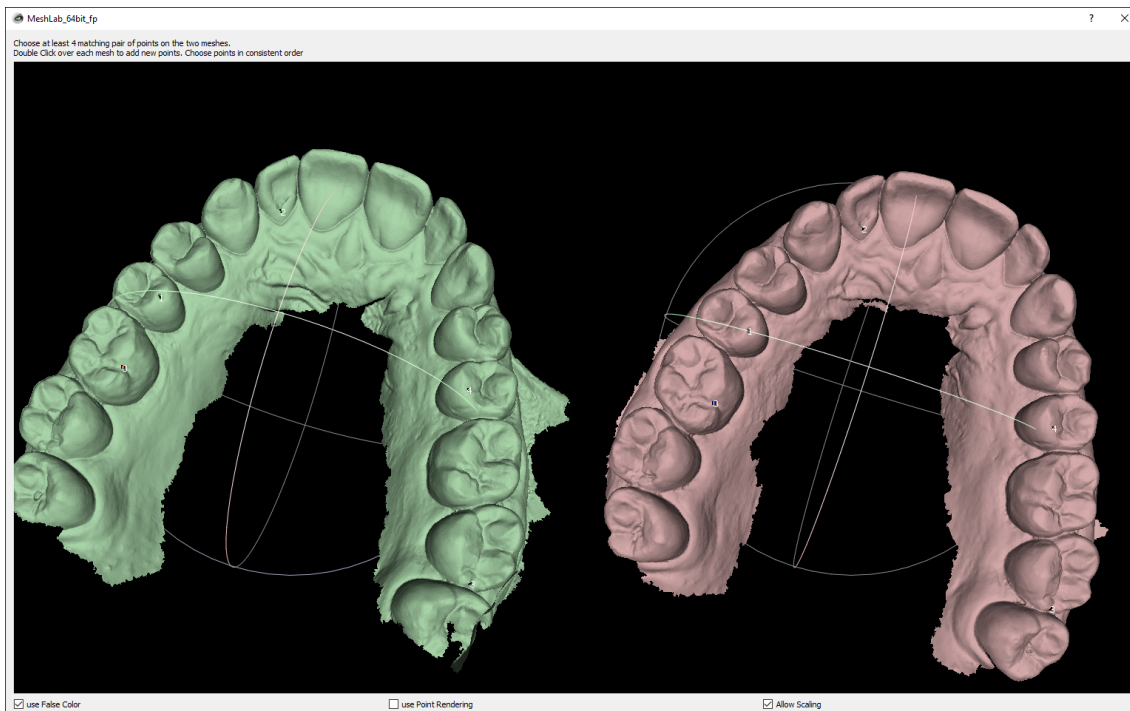 MeshLab_64bit_fp
Choose at least 4 matching pair of points on the two meshes.
Double Click over each mesh to add new points. Choose points in consistent order
use False Color
use Point Rendering
Allow Scaling